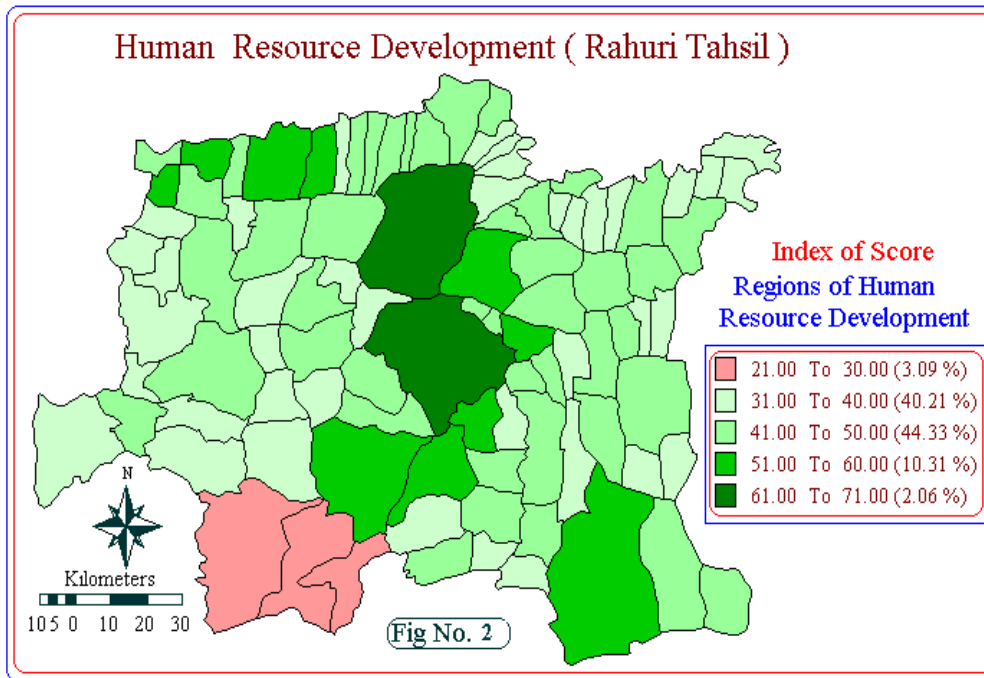 Human Resource Development ( Rahuri Tahsil )
Index of Score
Regions of Human
Resource Development
21.00 To 30.00 (3.09 %)
31.00 To 40.00 (40.21 %)
41.00 To 50.00 (44.33 %)
51.00 To 60.00 (10.31 %)
61.00 To 71.00 (2.06 %)
N
Kilometers
10 5 0 10 20 30
Fig No. 2